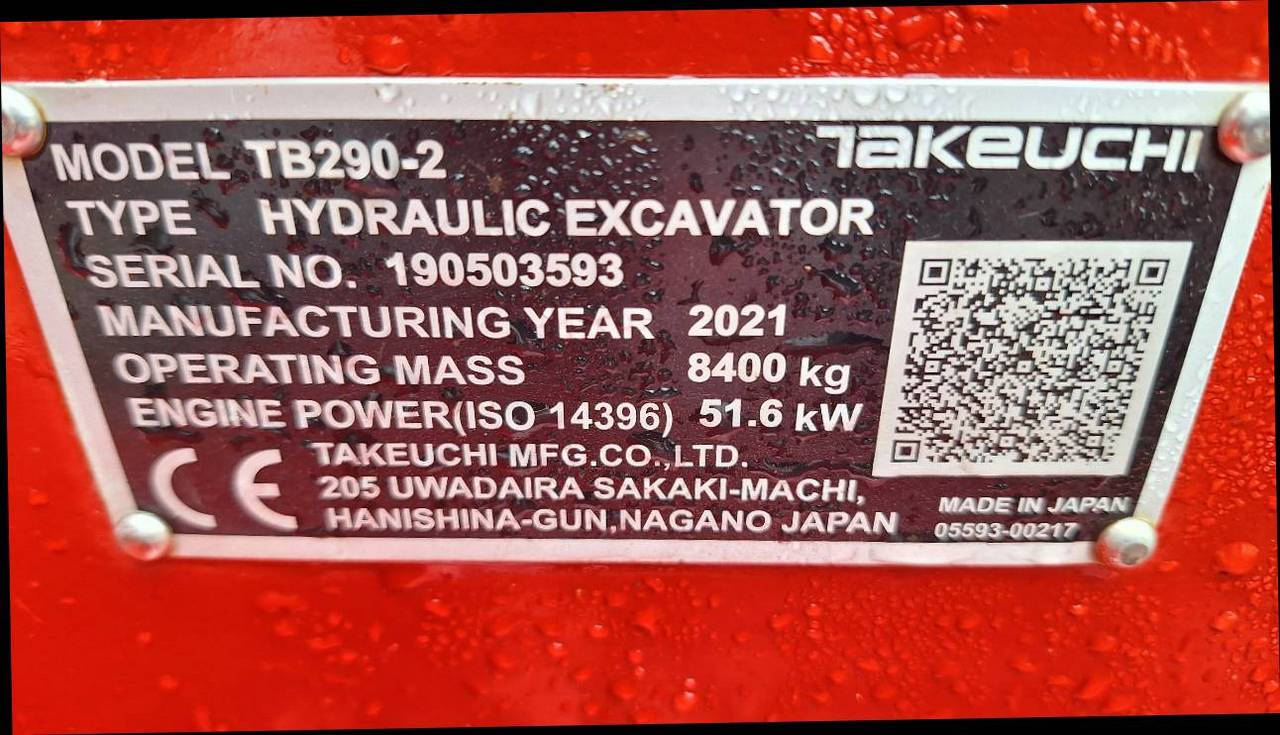 TAKEUCHI
MODEL TB290-2
TYPE HYDRAULIC EXCAVATOR
SERIAL NO. 190503593
MANUFACTURING YEAR 2021
OPERATING MASS 8400 kg
ENGINE POWER(ISO 14396) 51.6 kW
CE
TAKEUCHI MFG.CO.,LTD.
205 UWADAIRA SAKAKI-MACHI,
HANISHINA-GUN,NAGANO JAPAN
MADE IN JAPAN
05593-00217